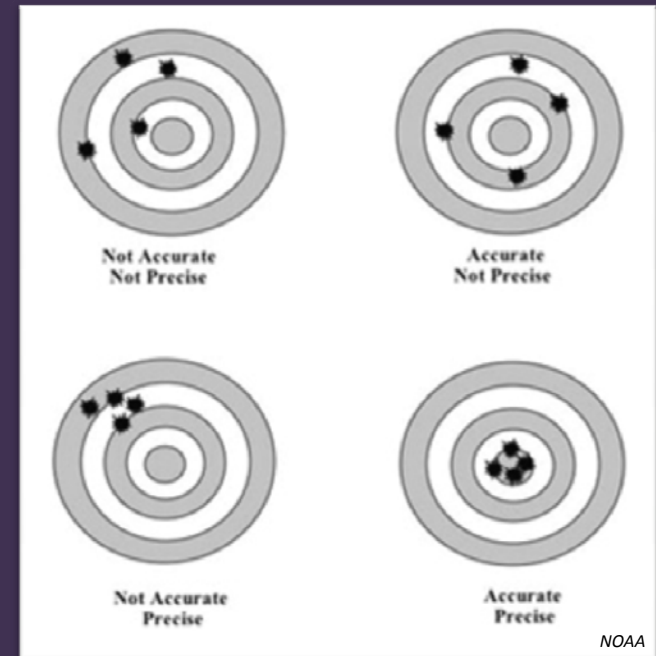 Not Accurate
Not Precise
Accurate
Not Precise
Not Accurate
Precise
Accurate
Precise
NOAA